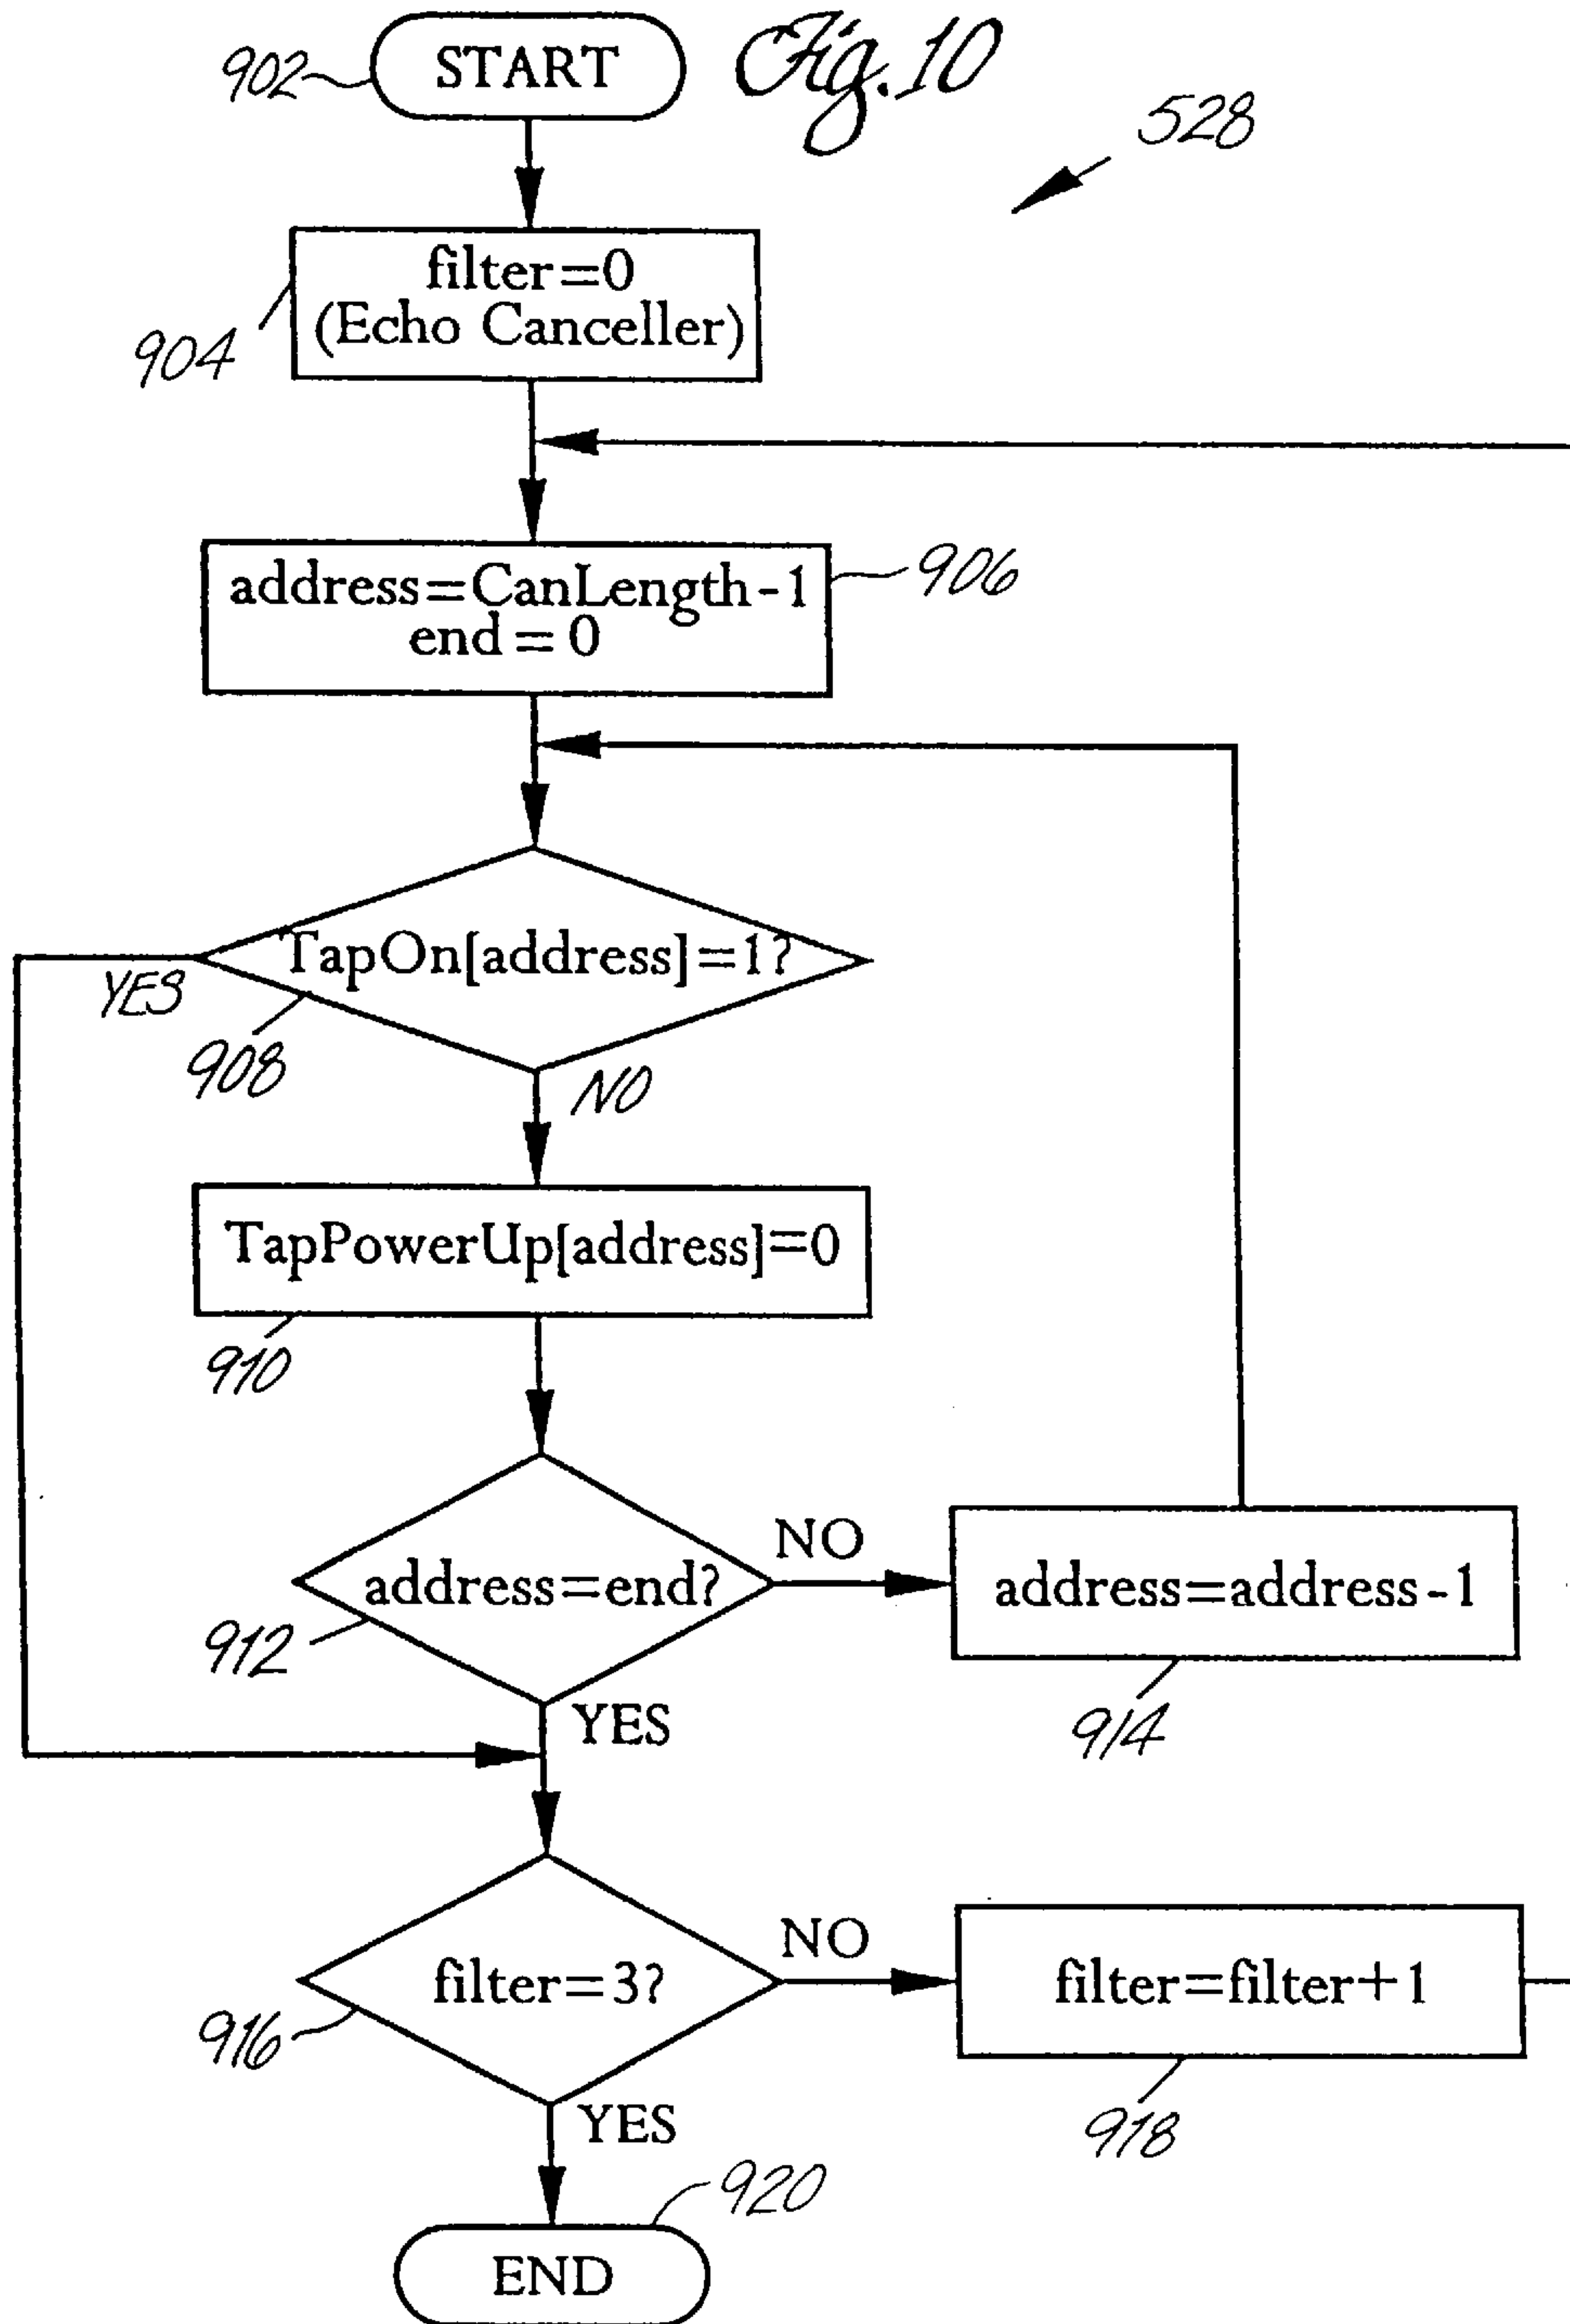 902
START
Fig. 10
528
filter=0
(Echo Canceller)
904
address=CanLength-1
end=0
906
TapOn[address]=1?
YES
908
NO
TapPowerUp[address]=0
910
address=end?
NO
address=address-1
912
YES
914
filter=3?
NO
filter=filter+1
916
YES
918
920
END